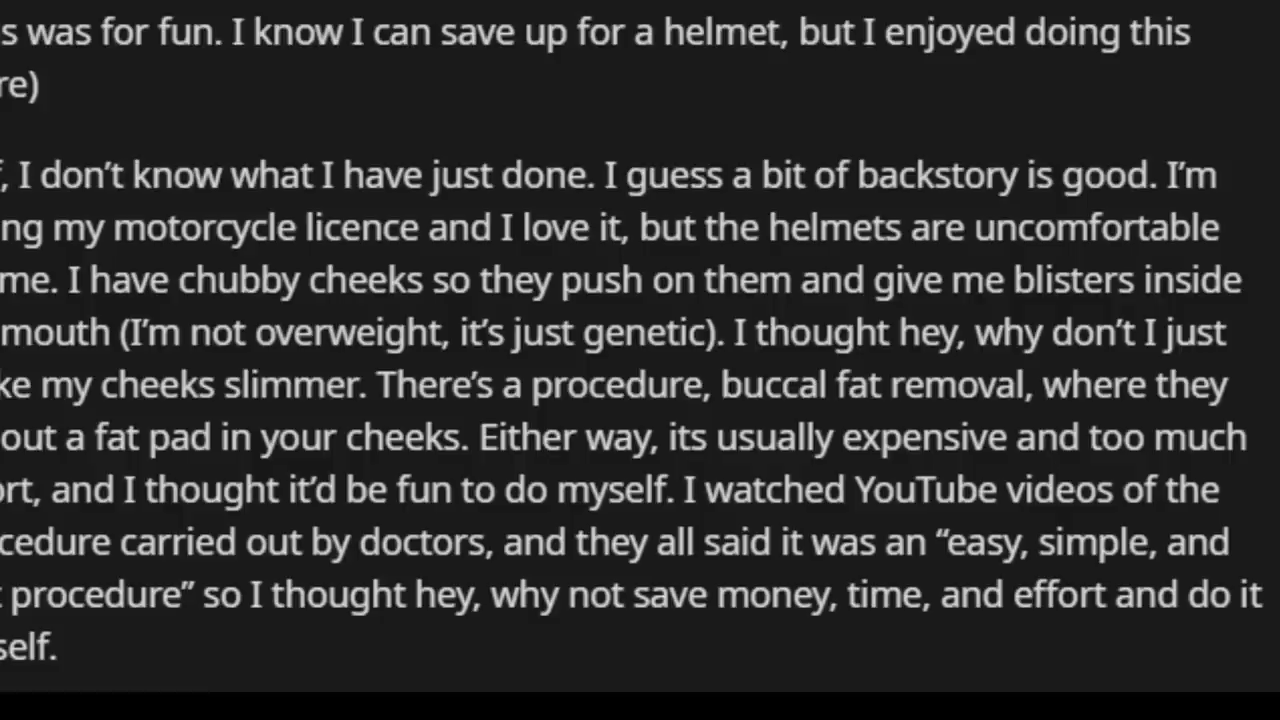 s was for fun. I know I can save up for a helmet, but I enjoyed doing this
re)
, I don’t know what I have just done. I guess a bit of backstory is good. I’m
ng my motorcycle licence and I love it, but the helmets are uncomfortable
me. I have chubby cheeks so they push on them and give me blisters inside
mouth (I’m not overweight, it’s just genetic). I thought hey, why don’t I just
ke my cheeks slimmer. There’s a procedure, buccal fat removal, where they
out a fat pad in your cheeks. Either way, its usually expensive and too much
ort, and I thought it’d be fun to do myself. I watched YouTube videos of the
cedure carried out by doctors, and they all said it was an “easy, simple, and
t procedure” so I thought hey, why not save money, time, and effort and do it
self.